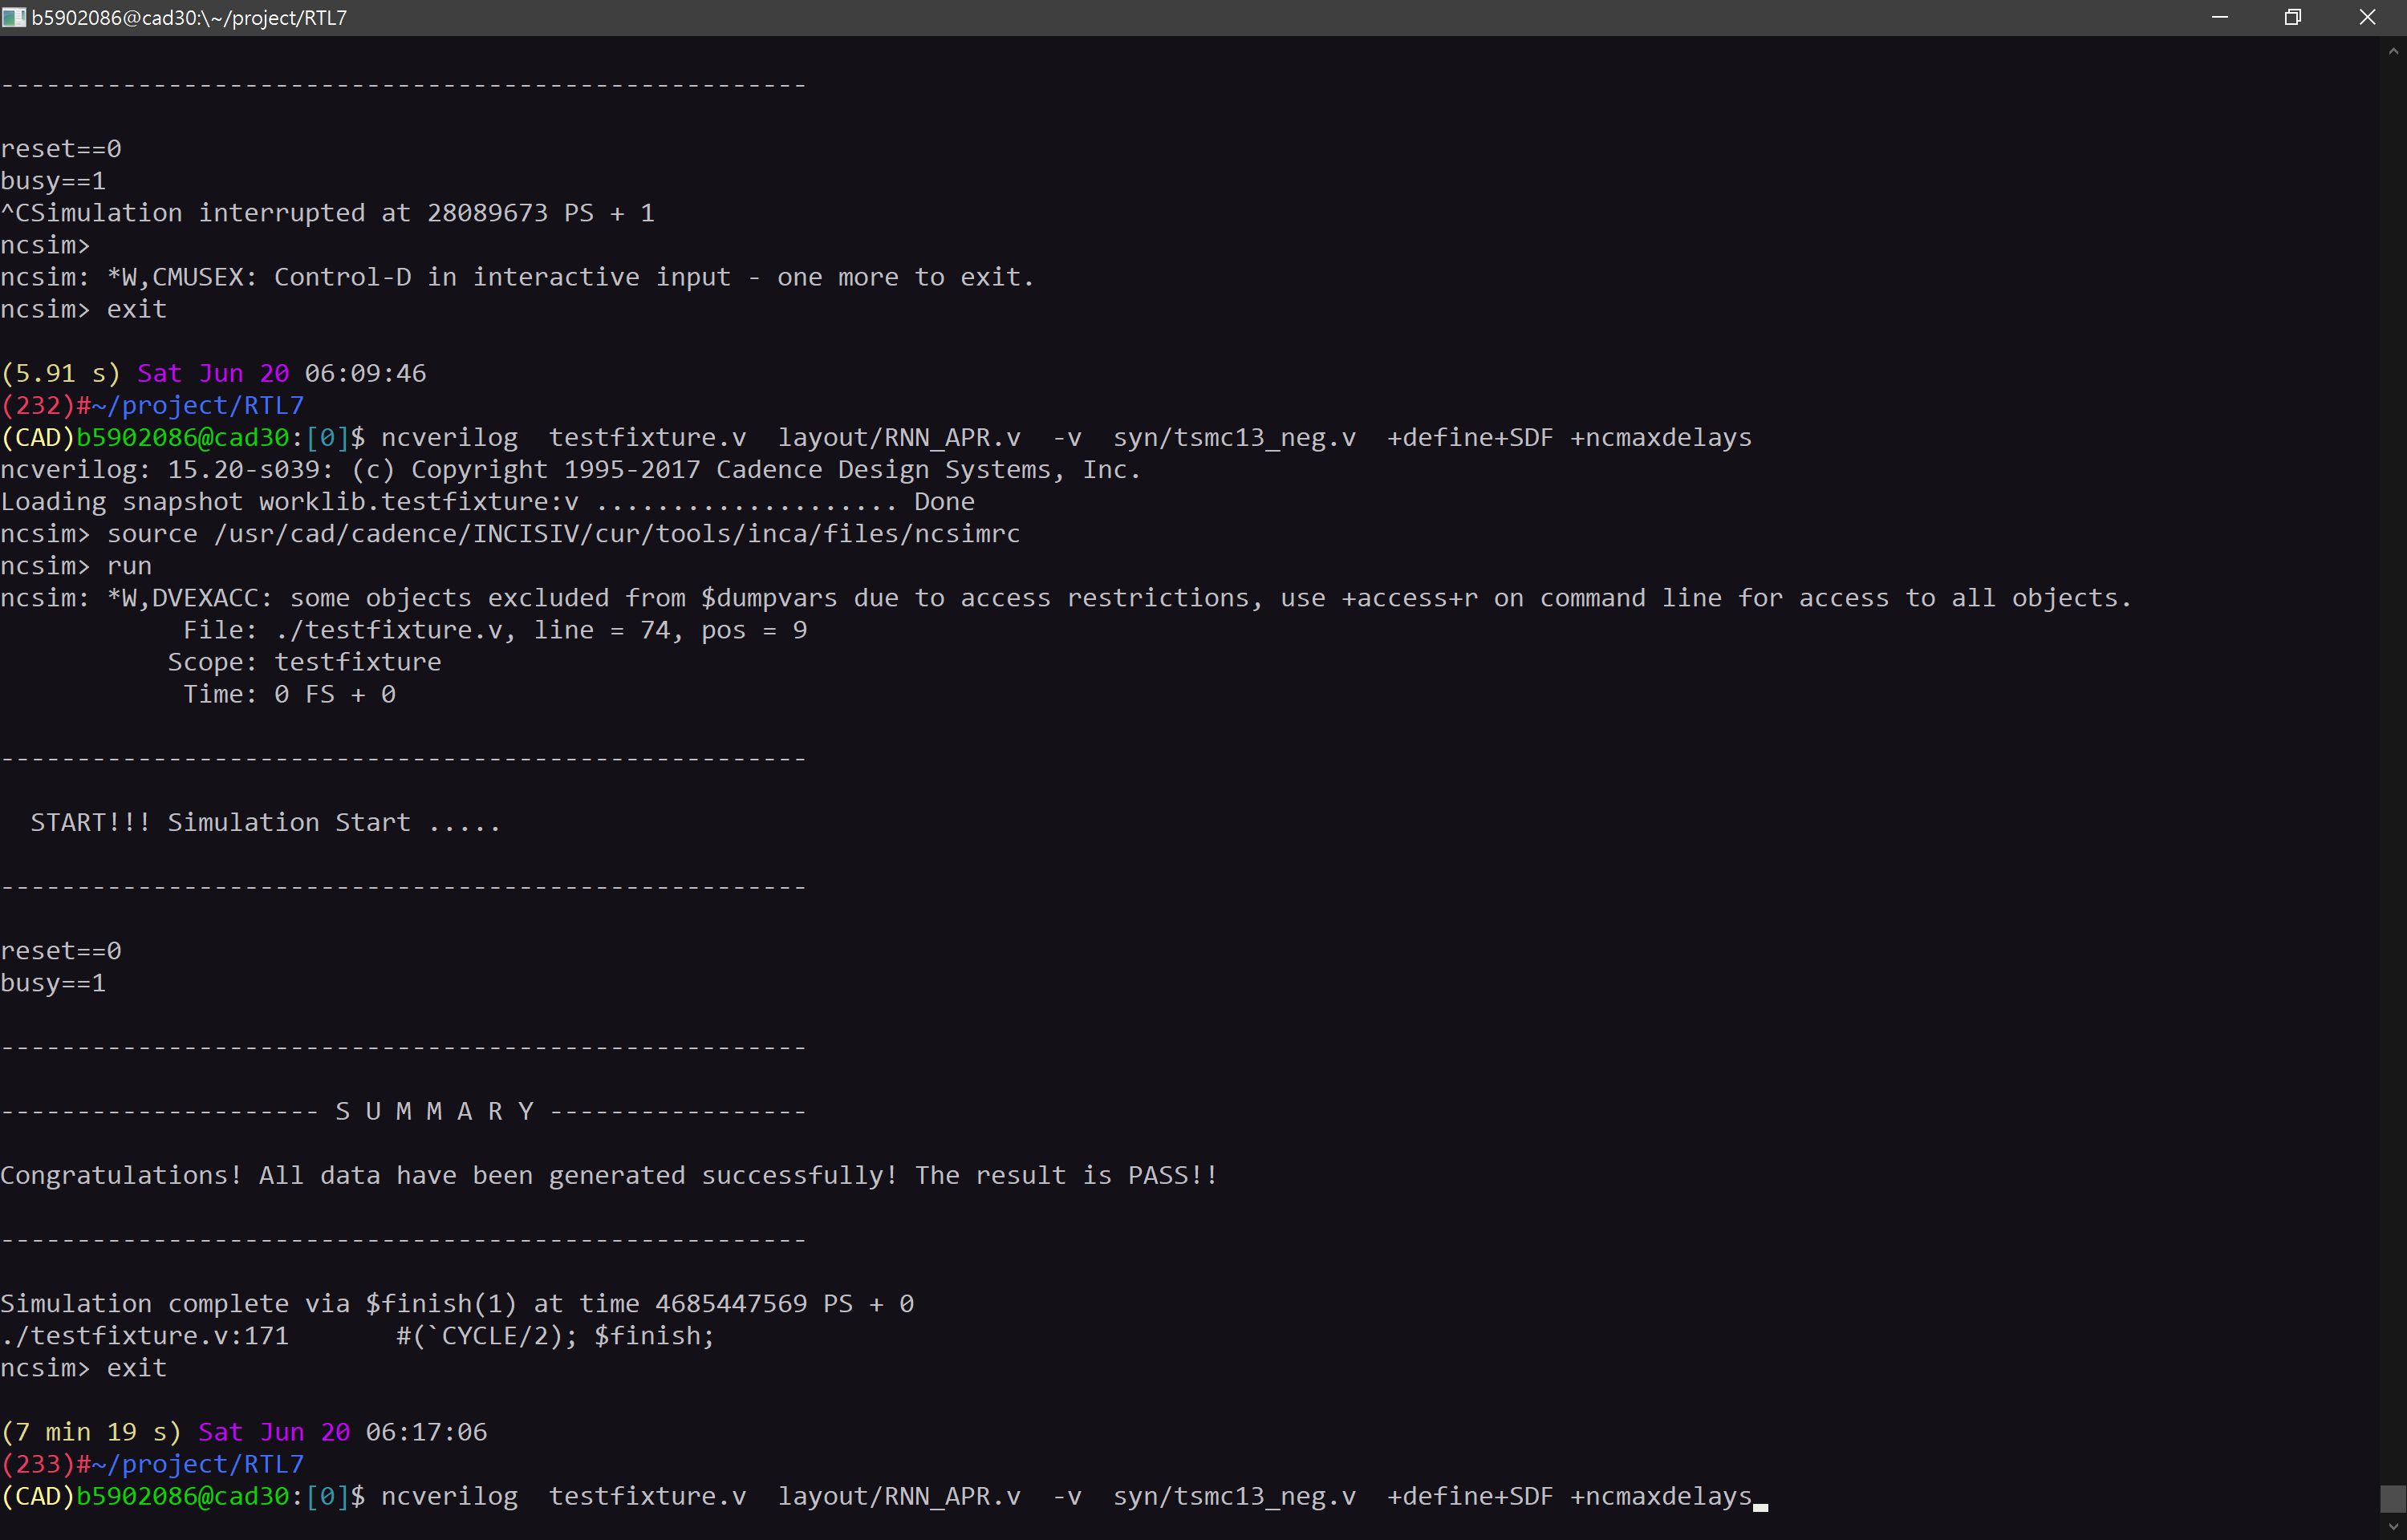 b5902086@cad30:\~/project/RTL7
-----------------------------------------------------
reset==0
busy==1
^CSimulation interrupted at 28089673 PS + 1
ncsim>
ncsim: *W,CMUSEX: Control-D in interactive input - one more to exit.
ncsim> exit
(5.91 s) Sat Jun 20 06:09:46
(232)#~/project/RTL7
(CAD)b5902086@cad30:[0]$ ncverilog  testfixture.v  layout/RNN_APR.v  -v  syn/tsmc13_neg.v  +define+SDF +ncmaxdelays
ncverilog: 15.20-s039: (c) Copyright 1995-2017 Cadence Design Systems, Inc.
Loading snapshot worklib.testfixture:v .................... Done
ncsim> source /usr/cad/cadence/INCISIV/cur/tools/inca/files/ncsimrc
ncsim> run
ncsim: *W,DVEXACC: some objects excluded from $dumpvars due to access restrictions, use +access+r on command line for access to all objects.
            File: ./testfixture.v, line = 74, pos = 9
           Scope: testfixture
            Time: 0 FS + 0
-----------------------------------------------------
  START!!! Simulation Start .....
-----------------------------------------------------
reset==0
busy==1
-----------------------------------------------------
--------------------- S U M M A R Y -----------------
Congratulations! All data have been generated successfully! The result is PASS!!
-----------------------------------------------------
Simulation complete via $finish(1) at time 4685447569 PS + 0
./testfixture.v:171       #(`CYCLE/2); $finish;
ncsim> exit
(7 min 19 s) Sat Jun 20 06:17:06
(233)#~/project/RTL7
(CAD)b5902086@cad30:[0]$ ncverilog  testfixture.v  layout/RNN_APR.v  -v  syn/tsmc13_neg.v  +define+SDF +ncmaxdelays